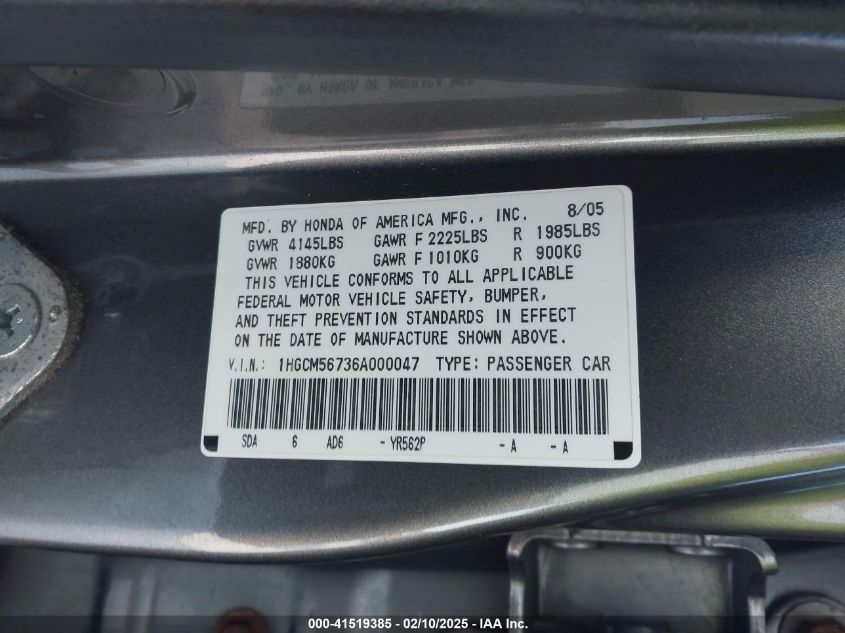 MFD. BY HONDA OF AMERICA MFG., INC. 8/05
GVWR 4145LBS GAWR F 2225LBS R 1985LBS
GVWR 1880KG GAWR F 1010KG R 900KG
THIS VEHICLE CONFORMS TO ALL APPLICABLE
FEDERAL MOTOR VEHICLE SAFETY, BUMPER,
AND THEFT PREVENTION STANDARDS IN EFFECT
ON THE DATE OF MANUFACTURE SHOWN ABOVE.
V.I.N.: 1HGCM56736A000047 TYPE: PASSENGER CAR
SDA 6 AD6 - YR562P - A - A
000-41519385 - 02/10/2025 - IAA Inc.